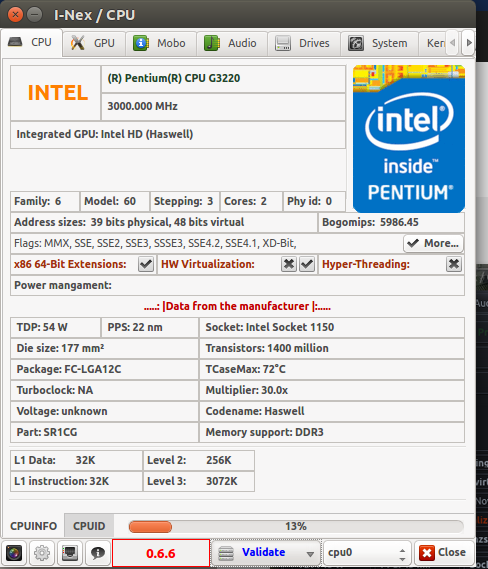 I-Nex / CPU
CPU GPU Mobo Audio Drives System Kern
INTEL
(R) Pentium(R) CPU G3220
3000.000 MHz
Integrated GPU: Intel HD (Haswell)
intel
inside™
PENTIUM®
Family: 6 Model: 60 Stepping: 3 Cores: 2 Phy id: 0
Address sizes: 39 bits physical, 48 bits virtual Bogomips: 5986.45
Flags: MMX, SSE, SSE2, SSE3, SSSE3, SSE4.2, SSE4.1, XD-Bit, More...
x86 64-Bit Extensions: HW Virtualization: Hyper-Threading:
Power mangament:
.....: |Data from the manufacturer |:.....
TDP: 54 W PPS: 22 nm Socket: Intel Socket 1150
Die size: 177 mm² Transistors: 1400 million
Package: FC-LGA12C TCaseMax: 72°C
Turboclock: NA Multiplier: 30.0x
Voltage: unknown Codename: Haswell
Part: SR1CG Memory support: DDR3
L1 Data: 32K Level 2: 256K
L1 instruction: 32K Level 3: 3072K
CPUINFO CPUID 13%
0.6.6 Validate cpu0 Close